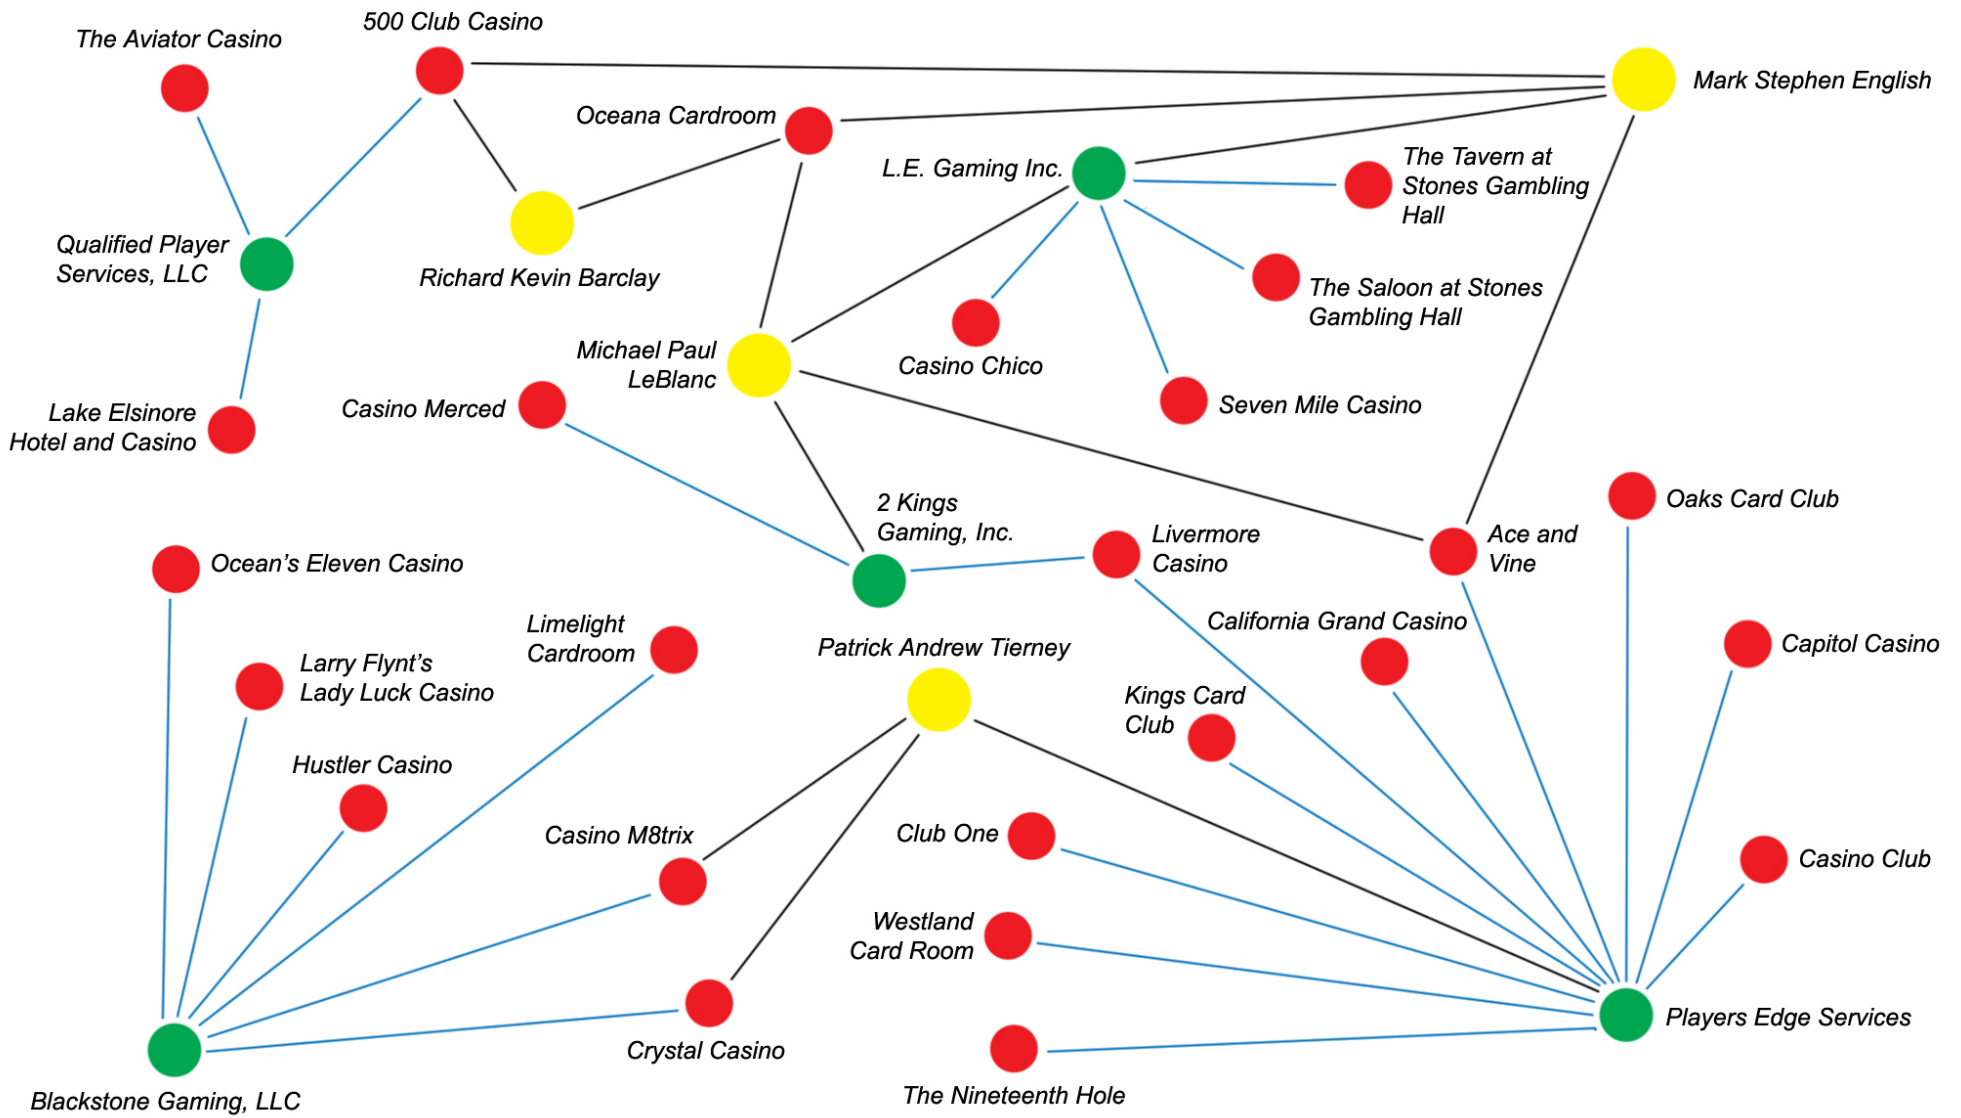 500 Club Casino
The Aviator Casino
Mark Stephen English
Oceana Cardroom
L.E. Gaming Inc.
The Tavern at
Stones Gambling
Hall
Qualified Player
Services, LLC
Richard Kevin Barclay
The Saloon at Stones
Gambling Hall
Michael Paul
LeBlanc
Casino Chico
Seven Mile Casino
Casino Merced
Lake Elsinore
Hotel and Casino
2 Kings
Gaming, Inc.
Livermore
Casino
Ace and
Vine
Oaks Card Club
Ocean’s Eleven Casino
Limelight
Cardroom
Patrick Andrew Tierney
California Grand Casino
Capitol Casino
Larry Flynt’s
Lady Luck Casino
Kings Card
Club
Hustler Casino
Casino M8trix
Club One
Casino Club
Westland
Card Room
Players Edge Services
Crystal Casino
The Nineteenth Hole
Blackstone Gaming, LLC